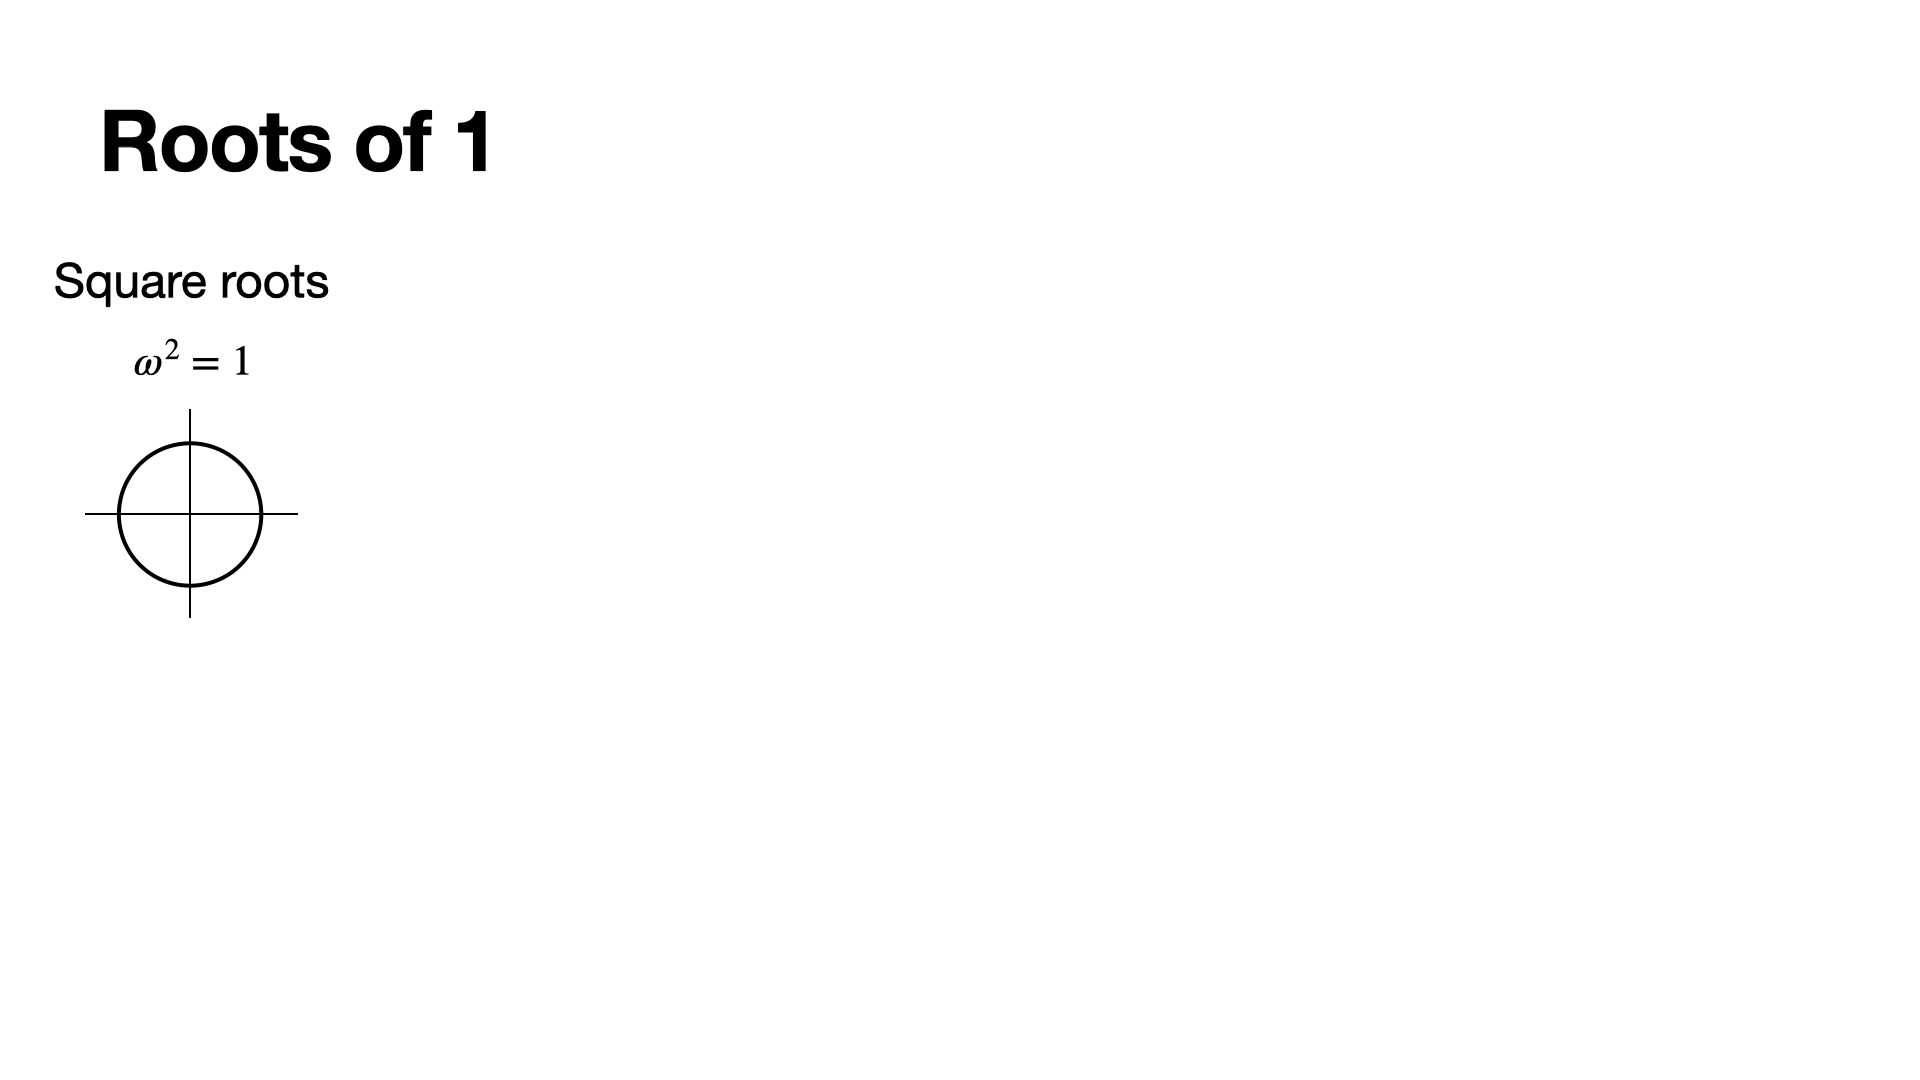 Roots of 1
Square roots
ω² = 1